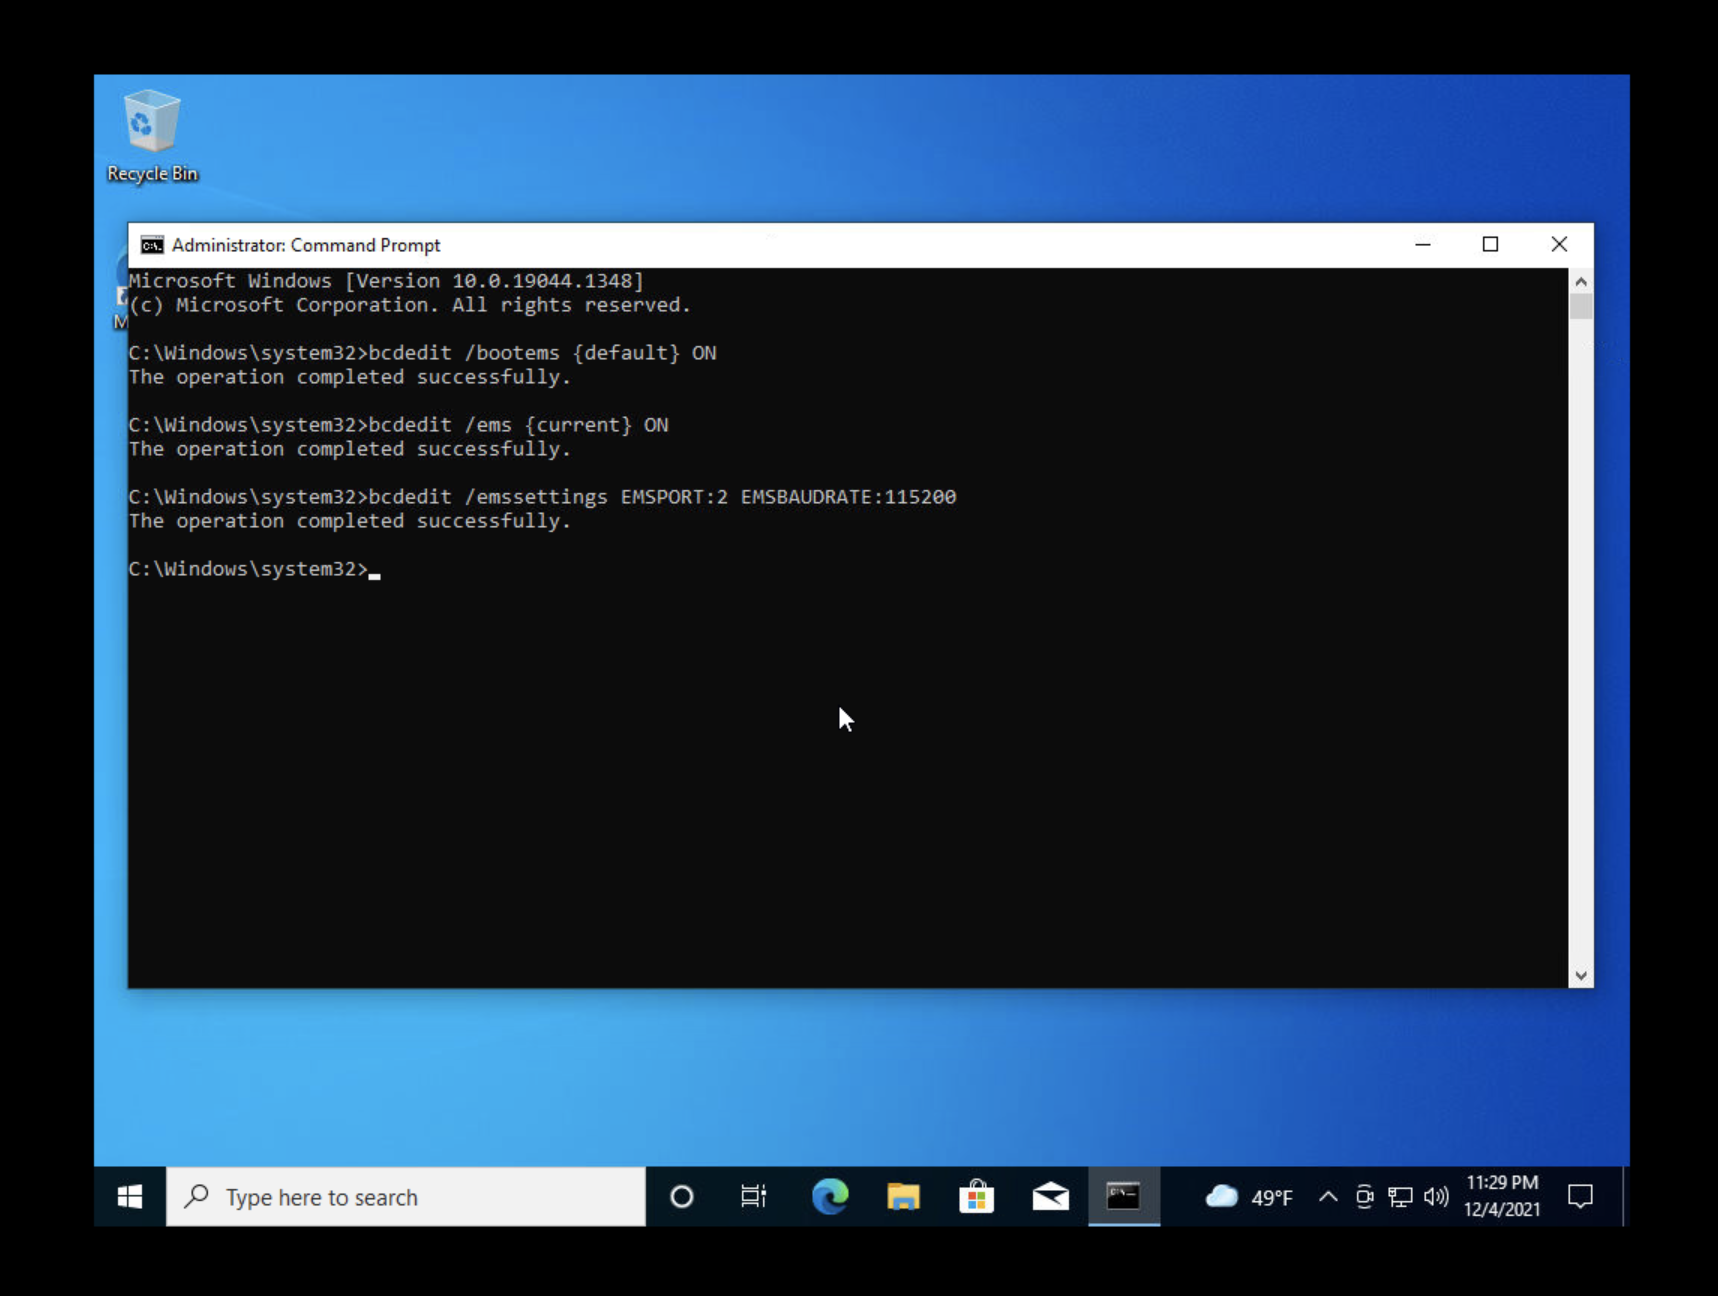 Recycle Bin
Administrator: Command Prompt
Microsoft Windows [Version 10.0.19044.1348]
(c) Microsoft Corporation. All rights reserved.
M
C:\Windows\system32>bcdedit /bootems {default} ON
The operation completed successfully.
C:\Windows\system32>bcdedit /ems {current} ON
The operation completed successfully.
C:\Windows\system32>bcdedit /emssettings EMSPORT:2 EMSBAUDRATE:115200
The operation completed successfully.
C:\Windows\system32>
Type here to search
49°F
11:29 PM
12/4/2021